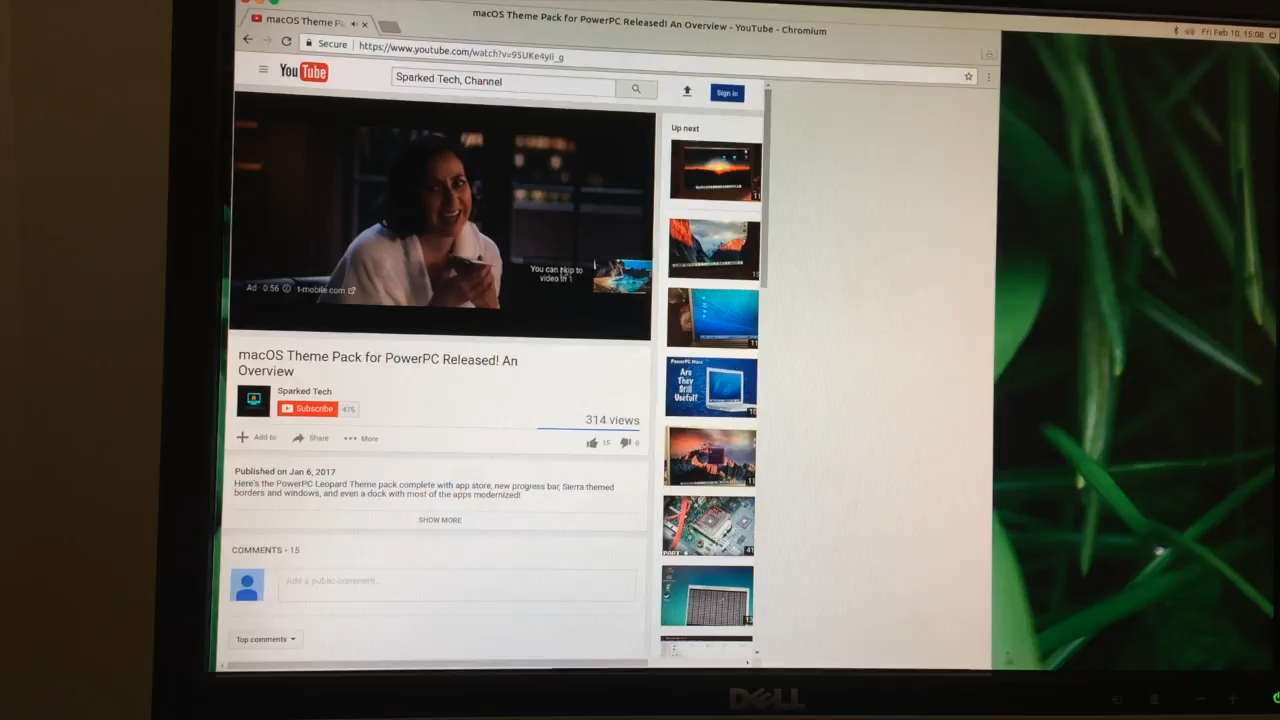 macOS Theme Pack for PowerPC Released! An Overview - YouTube - Chromium
Fri Feb 10, 15:08
macOS Theme Pa
Secure
https://www.youtube.com/watch?v=9SUKe4yIi_g
YouTube
Sparked Tech, Channel
Sign in
Up next
You can skip to
video in 1
Ad · 0:56
t-mobile.com
macOS Theme Pack for PowerPC Released! An
Overview
Sparked Tech
Subscribe
475
314 views
Add to
Share
More
15
0
PowerPC Macs
Are
They
Still
Useful?
Published on Jan 6, 2017
Here's the PowerPC Leopard Theme pack complete with app store, new progress bar, Sierra themed
borders and windows, and even a dock with most of the apps modernized!
SHOW MORE
COMMENTS • 15
Add a public comment...
Top comments
DELL